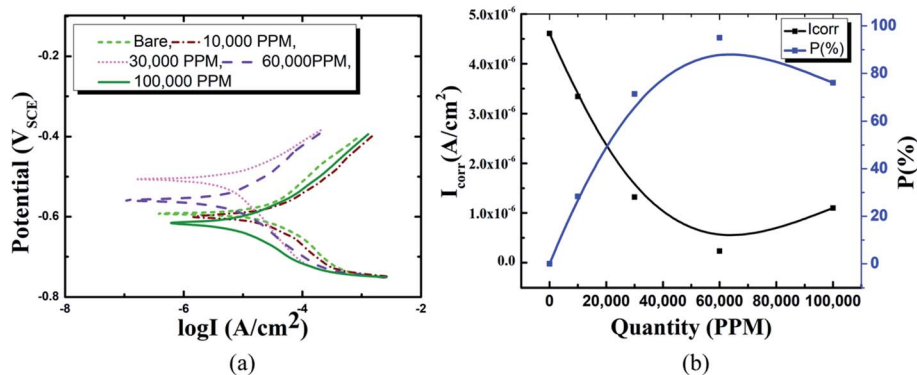 (a)
-0.2
-0.4
-0.6
-0.8
Potential (V_SCE)
Bare, 10,000 PPM,
30,000 PPM, 60,000PPM,
100,000 PPM
-8 -6 -4 -2
logI (A/cm²)
(a)
(b)
5.0x10⁻⁶
4.0x10⁻⁶
3.0x10⁻⁶
2.0x10⁻⁶
1.0x10⁻⁶
0.0
I_corr(A/cm²)
Icorr
P(%)
100
80
60
40
20
0
P(%)
0 20,000 40,000 60,000 80,000 100,000
Quantity (PPM)
(b)